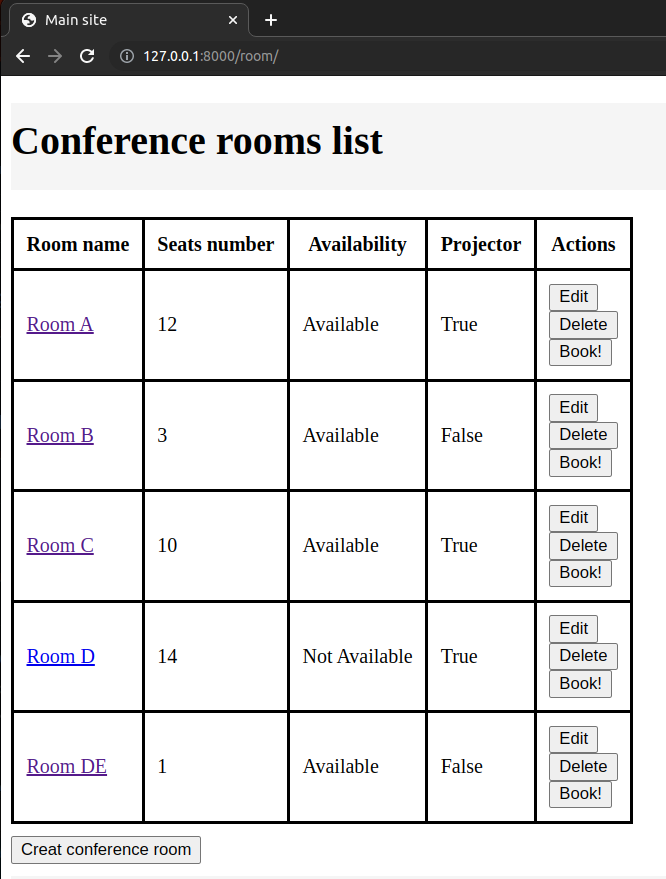 Main site
127.0.0.1:8000/room/
Conference rooms list
Room name Seats number Availability Projector Actions
Room A 12 Available True Edit
Delete
Book!
Room B 3 Available False Edit
Delete
Book!
Room C 10 Available True Edit
Delete
Book!
Room D 14 Not Available True Edit
Delete
Book!
Room DE 1 Available False Edit
Delete
Book!
Creat conference room